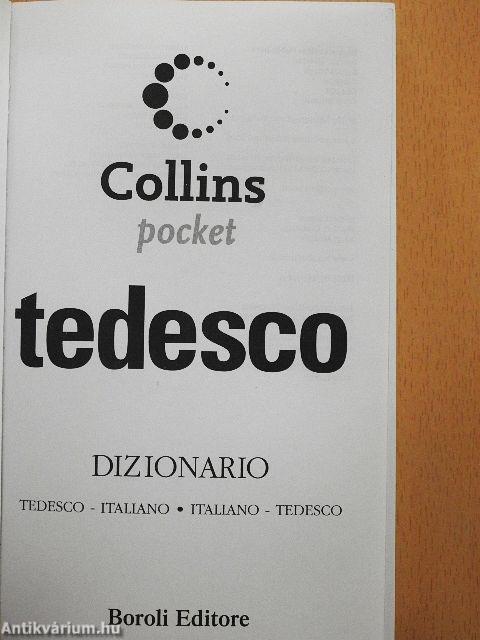 Collins
pocket
tedesco
DIZIONARIO
TEDESCO - ITALIANO • ITALIANO - TEDESCO
Boroli Editore
Antikvárium.hu